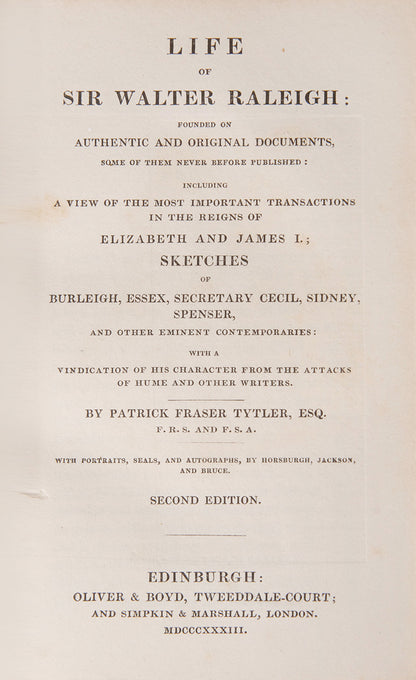 LIFE
OF
SIR WALTER RALEIGH:
FOUNDED ON
AUTHENTIC AND ORIGINAL DOCUMENTS,
SOME OF THEM NEVER BEFORE PUBLISHED:
INCLUDING
A VIEW OF THE MOST IMPORTANT TRANSACTIONS
IN THE REIGNS OF
ELIZABETH AND JAMES I.;
SKETCHES
OF
BURLEIGH, ESSEX, SECRETARY CECIL, SIDNEY,
SPENSER,
AND OTHER EMINENT CONTEMPORARIES:
WITH A
VINDICATION OF HIS CHARACTER FROM THE ATTACKS
OF HUME AND OTHER WRITERS.
BY PATRICK FRASER TYTLER, ESQ.
F. R. S. AND F. S. A.
WITH PORTRAITS, SEALS, AND AUTOGRAPHS, BY HORSBURGH, JACKSON,
AND BRUCE.
SECOND EDITION.
EDINBURGH:
OLIVER & BOYD, TWEEDDALE-COURT;
AND SIMPKIN & MARSHALL, LONDON.
MDCCCXXXIII.